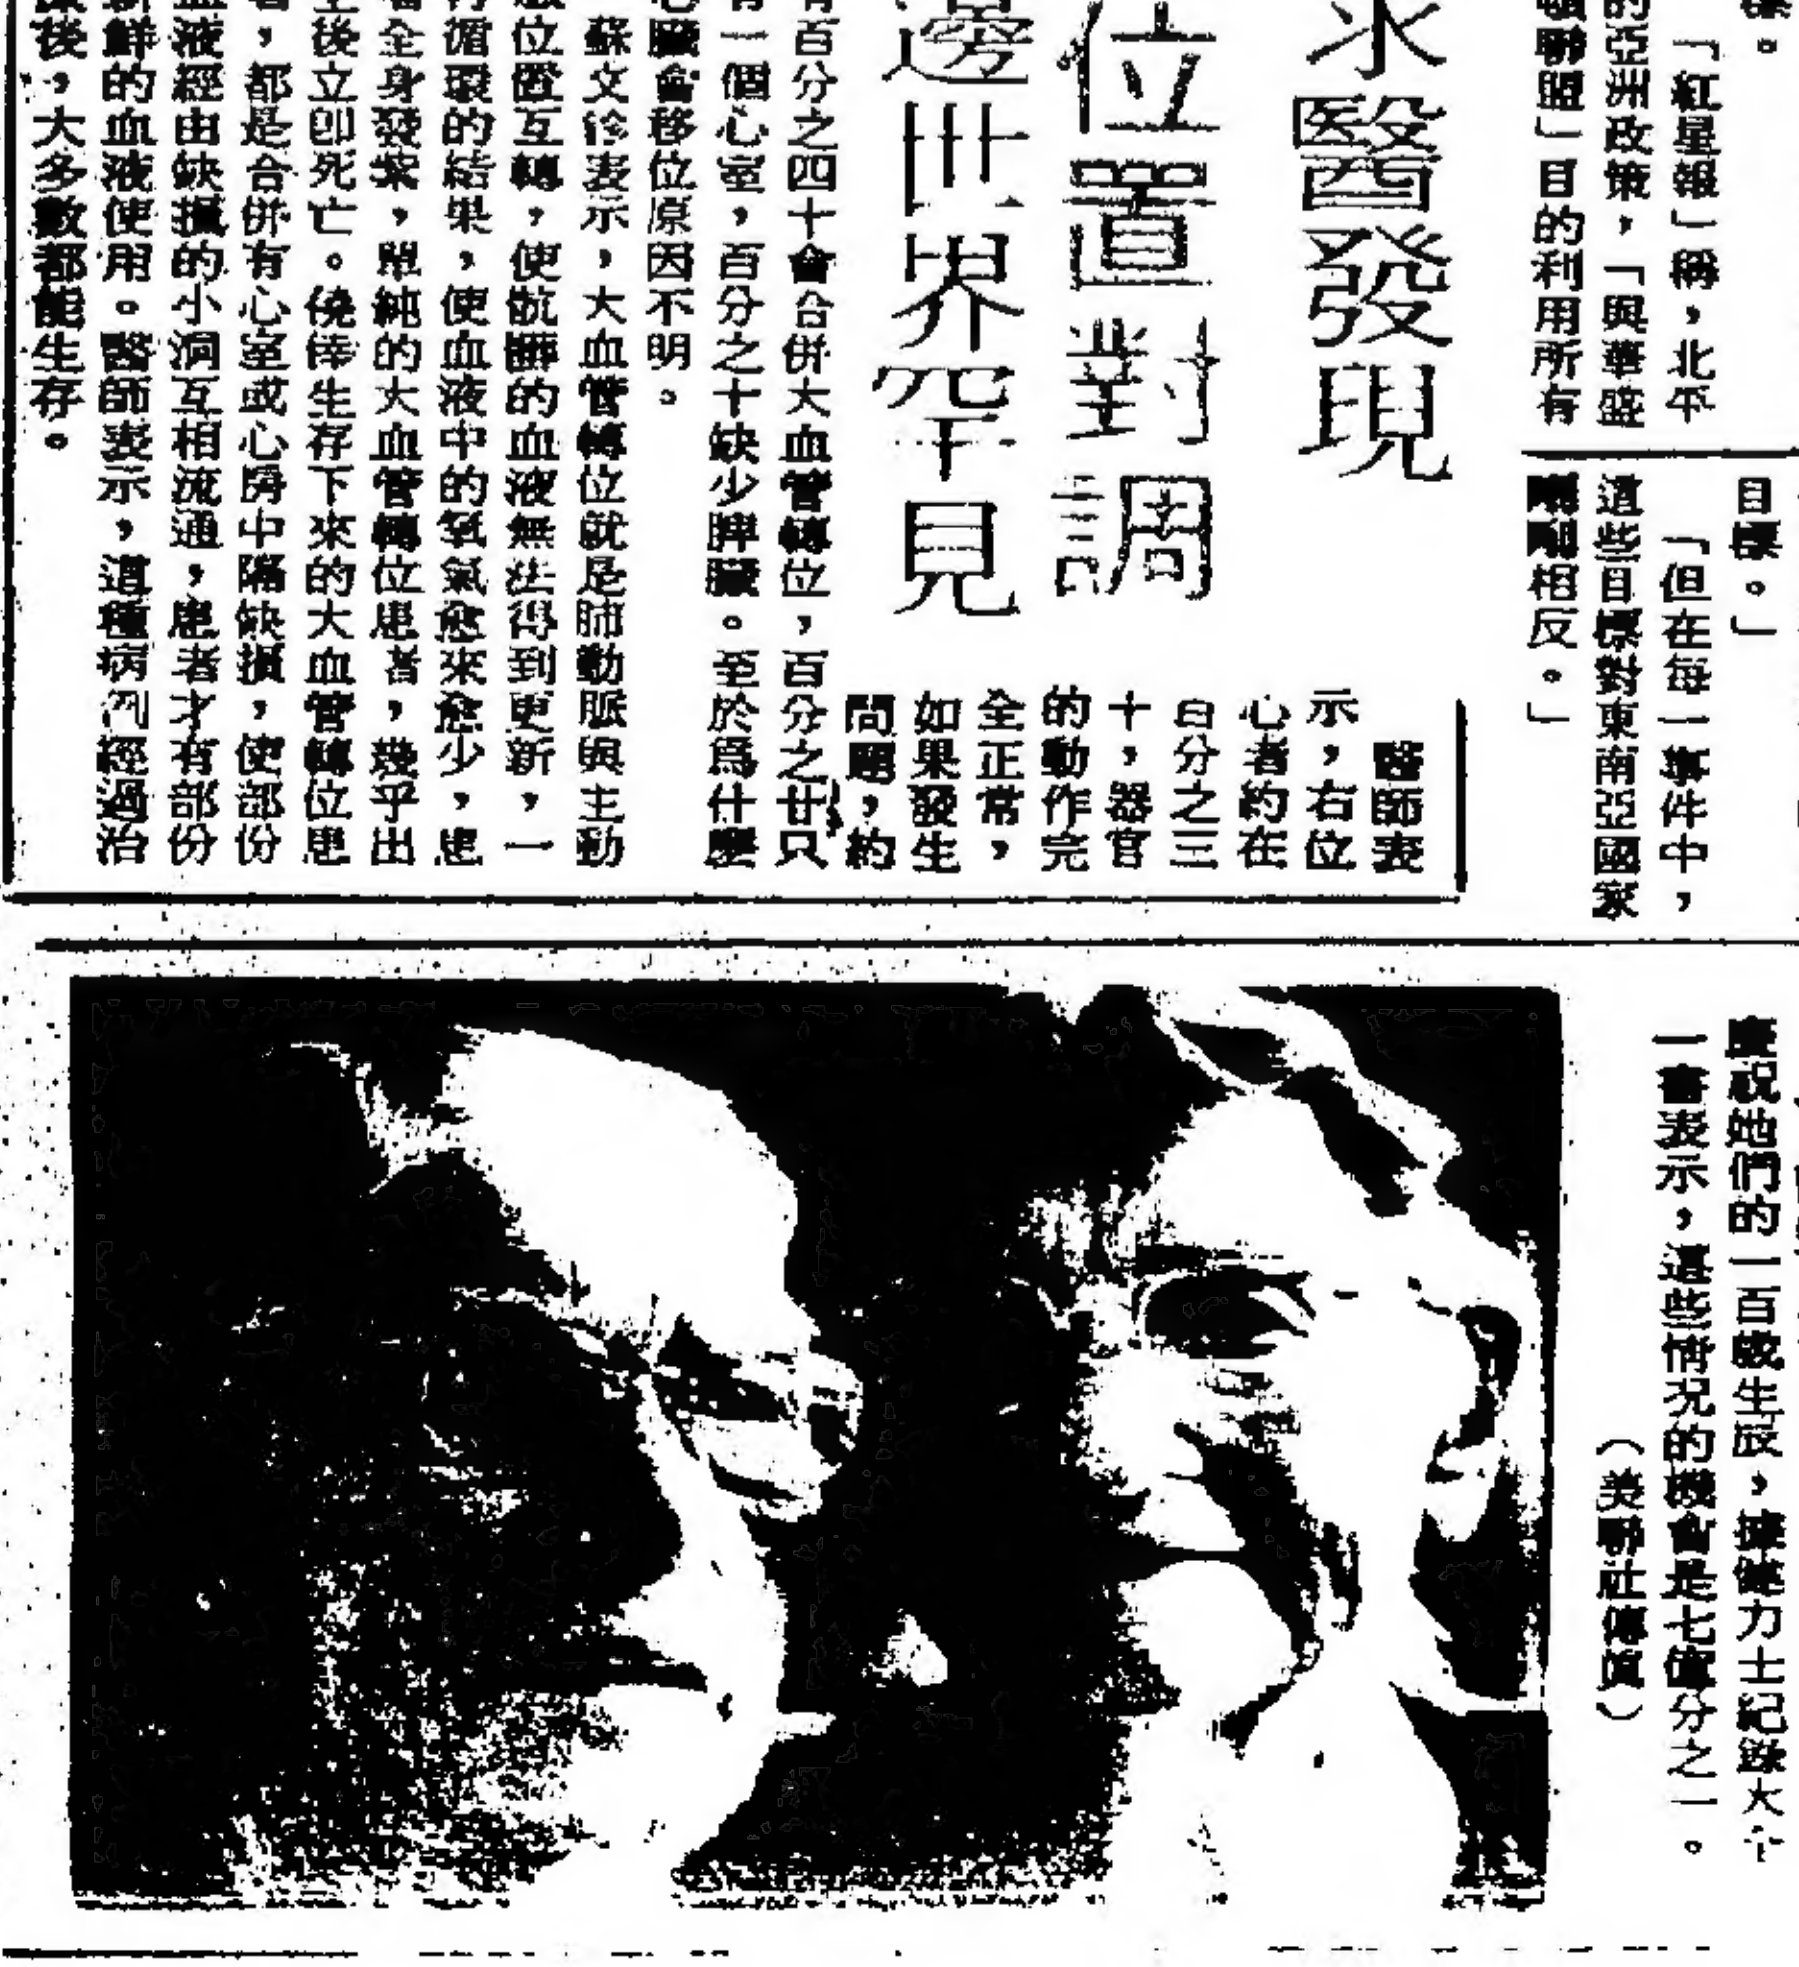 樣。
「紅星報」稱，北平
的亞洲政策，「與華盛
頓聯盟」目的利用所有
目標。」
「但在每一事件中，
這些目標對東南亞國家
剛剛相反。」
求醫發現
位置對調
邊世界罕見
醫師表
示，右位
心者約在
百分之三
十，器官
的動作完
全正常，
如果發生
問題，約
有百分之四十會合併大血管轉位，百分之廿只
有一個心室，百分之十缺少脾臟。至於爲什麼
心臟會移位原因不明。
蘇文鉁表示，大血管轉位就是肺動脈與主動
脈位置互轉，使骯髒的血液無法得到更新，一
再循環的結果，使血液中的氧氣愈來愈少，患
者全身發紫，單純的大血管轉位患者，幾乎出
生後立即死亡。僥倖生存下來的大血管轉位患
者，都是合併有心室或心房中隔缺損，使部份
血液經由缺損的小洞互相流通，患者才有部份
新鮮的血液使用。醫師表示，這種病例經過治
療後，大多數都能生存。
慶祝她們的一百歲生辰，據健力士紀錄大全
一書表示，這些情況的機會是七億分之一。
（美聯社傳真）